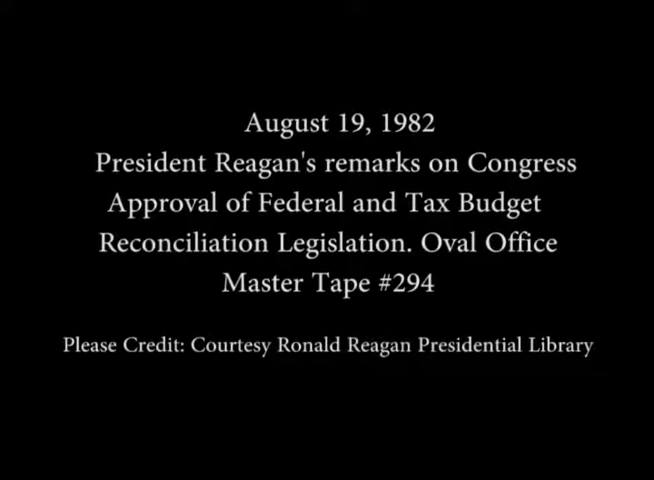 August 19, 1982
President Reagan's remarks on Congress
Approval of Federal and Tax Budget
Reconciliation Legislation. Oval Office
Master Tape #294
Please Credit: Courtesy Ronald Reagan Presidential Library